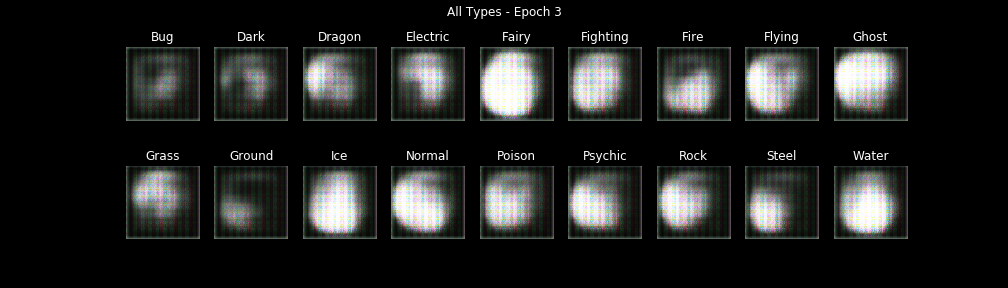 All Types - Epoch 3
Bug Dark Dragon Electric Fairy Fighting Fire Flying Ghost
Grass Ground Ice Normal Poison Psychic Rock Steel Water